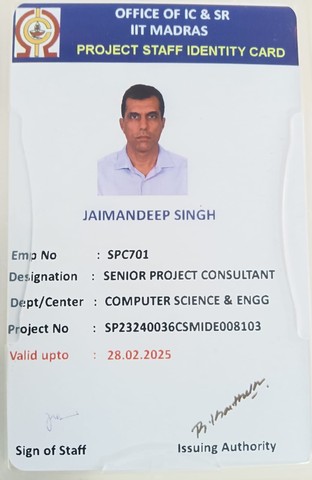 OFFICE OF IC & SR
IIT MADRAS
PROJECT STAFF IDENTITY CARD
JAIMANDEEP SINGH
Emp No : SPC701
Designation : SENIOR PROJECT CONSULTANT
Dept/Center : COMPUTER SCIENCE & ENGG
Project No : SP23240036CSMIDE008103
Valid upto : 28.02.2025
Sign of Staff
Issuing Authority